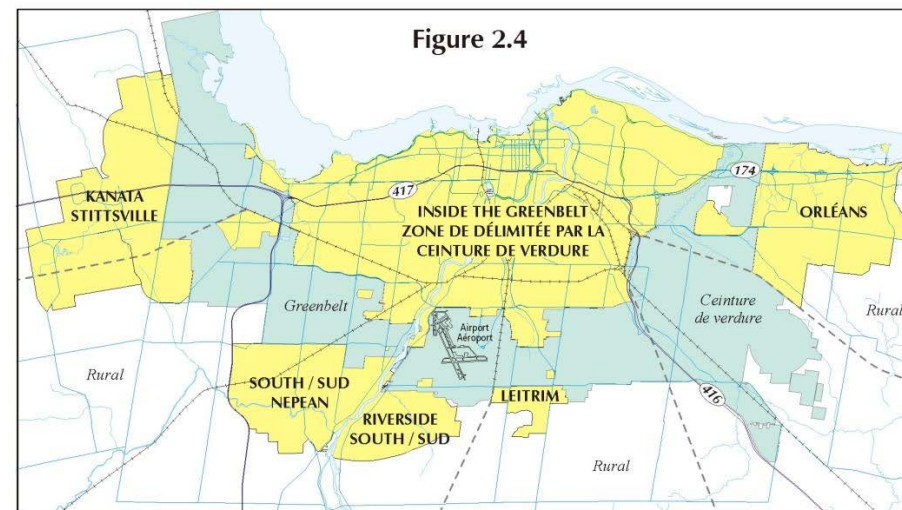 Figure 2.4
KANATA
STITTSVILLE
417
174
INSIDE THE GREENBELT
ZONE DE DÉLIMITÉE PAR LA
CEINTURE DE VERDURE
ORLÉANS
Greenbelt
Airport
Aéroport
Ceinture
de verdure
Rural
Rural
SOUTH / SUD
NEPEAN
RIVERSIDE
SOUTH / SUD
LEITRIM
416
Rural